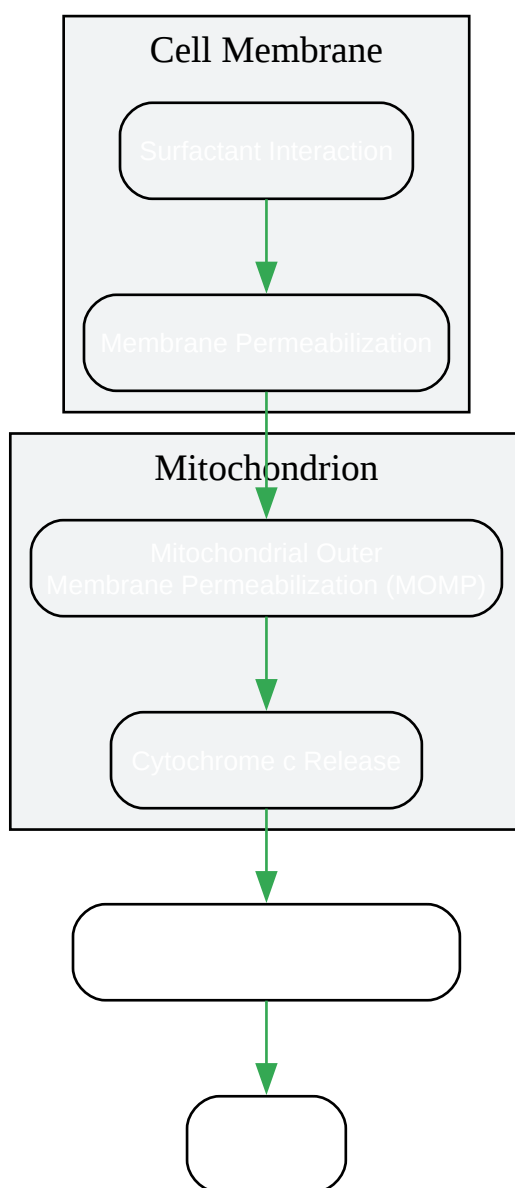 Cell Membrane
Surfactant Interaction
Membrane Permeabilization
Mitochondrion
Mitochondrial Outer
Membrane Permeabilization (MOMP)
Cytochrome c Release